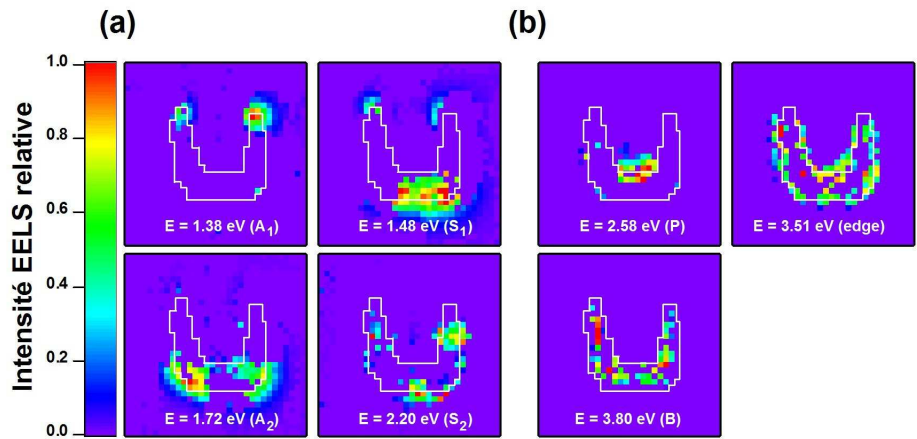 (a)
(b)
Intensité EELS relative
1.0
0.8
0.6
0.4
0.2
0.0
E = 1.38 eV (A1)
E = 1.48 eV (S1)
E = 2.58 eV (P)
E = 3.51 eV (edge)
E = 1.72 eV (A2)
E = 2.20 eV (S2)
E = 3.80 eV (B)